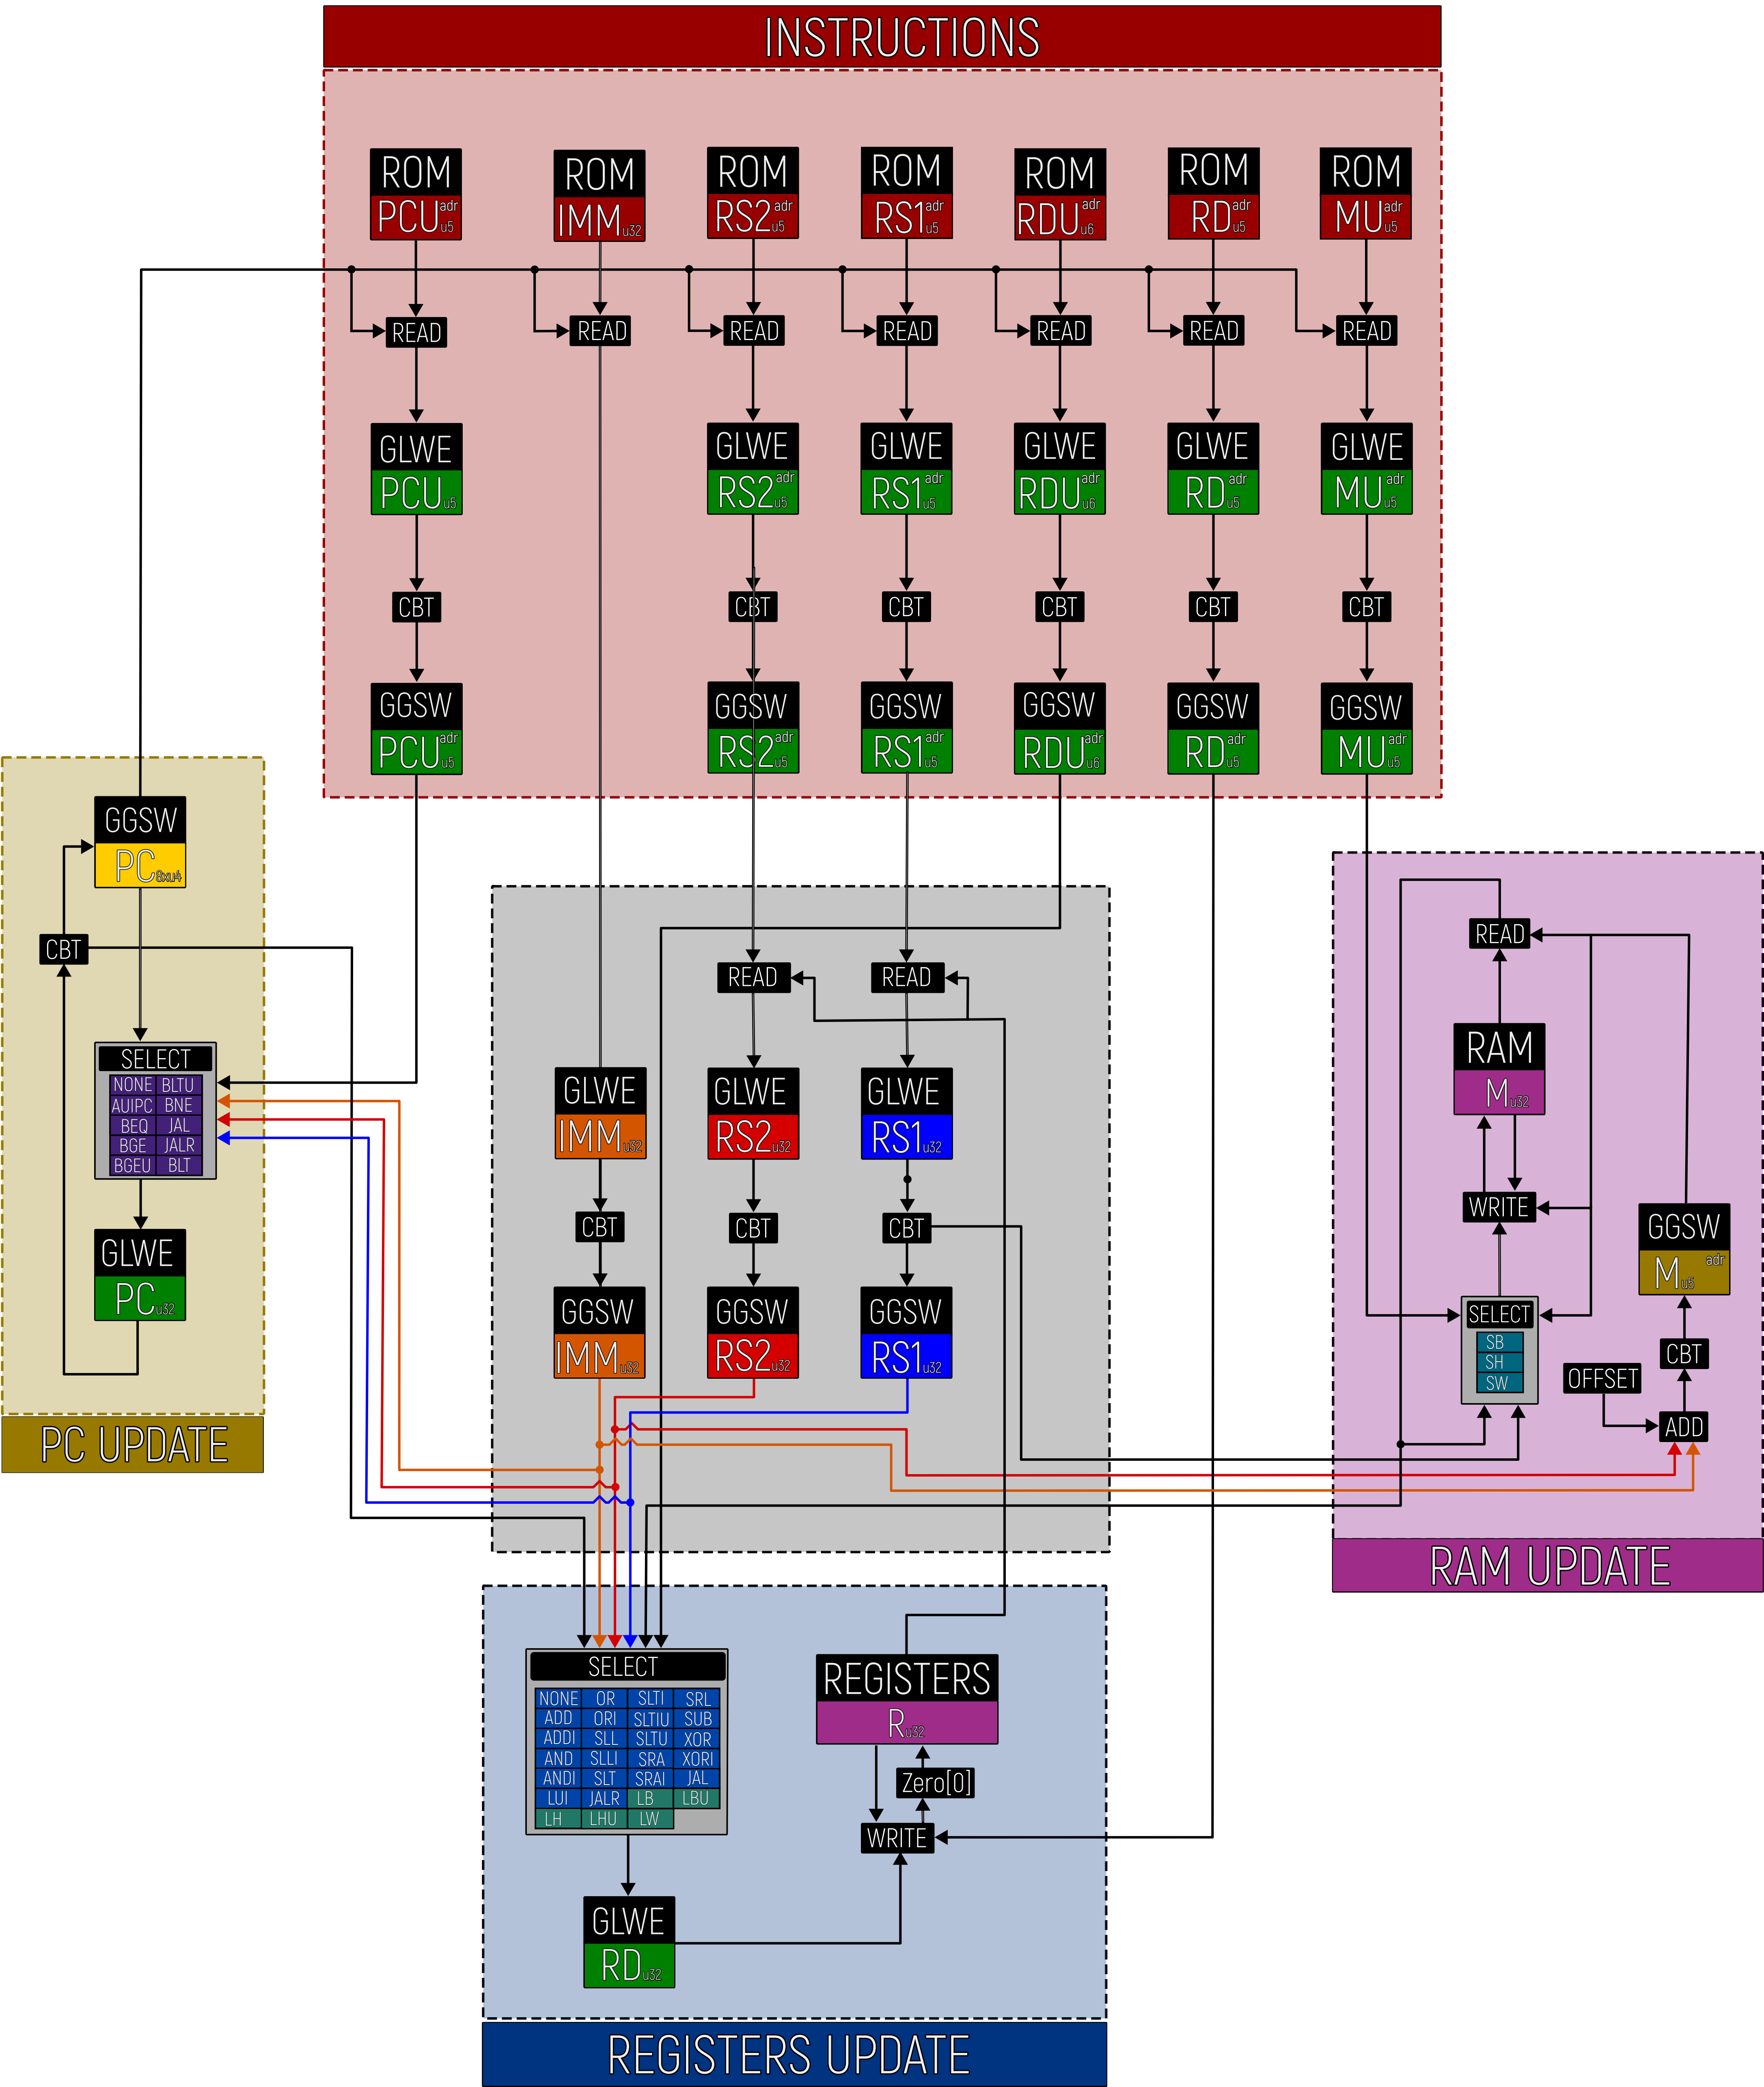 INSTRUCTIONS
ROM ROM ROM ROM ROM ROM ROM
PCU adr u5 IMM u32 RS2 adr u5 RS1 adr u5 RDU adr u6 RD adr u5 MU adr u5
READ READ READ READ READ READ READ
GLWE GLWE GLWE GLWE GLWE GLWE
PCU u5 RS2 adr u5 RS1 adr u5 RDU adr u6 RD adr u5 MU adr u5
CBT CBT CBT CBT CBT CBT
GGSW GGSW GGSW GGSW GGSW GGSW
PCU adr u5 RS2 adr u5 RS1 adr u5 RDU adr u6 RD adr u5 MU adr u5
GGSW
PC 8xu4
CBT
SELECT
NONE BLTU
AUIPC BNE
BEQ JAL
BGE JALR
BGEU BLT
GLWE
PC u32
PC UPDATE
READ READ
GLWE GLWE GLWE
IMM u32 RS2 u32 RS1 u32
CBT CBT CBT
GGSW GGSW GGSW
IMM u32 RS2 u32 RS1 u32
READ
RAM
M u32
WRITE
GGSW
M adr u5
SELECT
SB
SH
SW
CBT
OFFSET
ADD
RAM UPDATE
SELECT
NONE OR SLTI SRL
ADD ORI SLTIU SUB
ADDI SLL SLTU XOR
AND SLLI SRA XORI
ANDI SLT SRAI JAL
LUI JALR LB LBU
LH LHU LW
REGISTERS
R u32
Zero[0]
WRITE
GLWE
RD u32
REGISTERS UPDATE